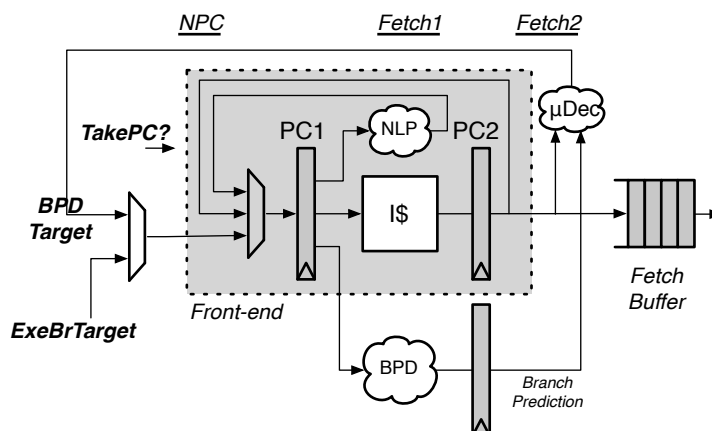 NPC
Fetch1
Fetch2
TakePC?
PC1
NLP
PC2
μDec
BPD
Target
I$
Fetch
Buffer
Front-end
ExeBrTarget
BPD
Branch
Prediction